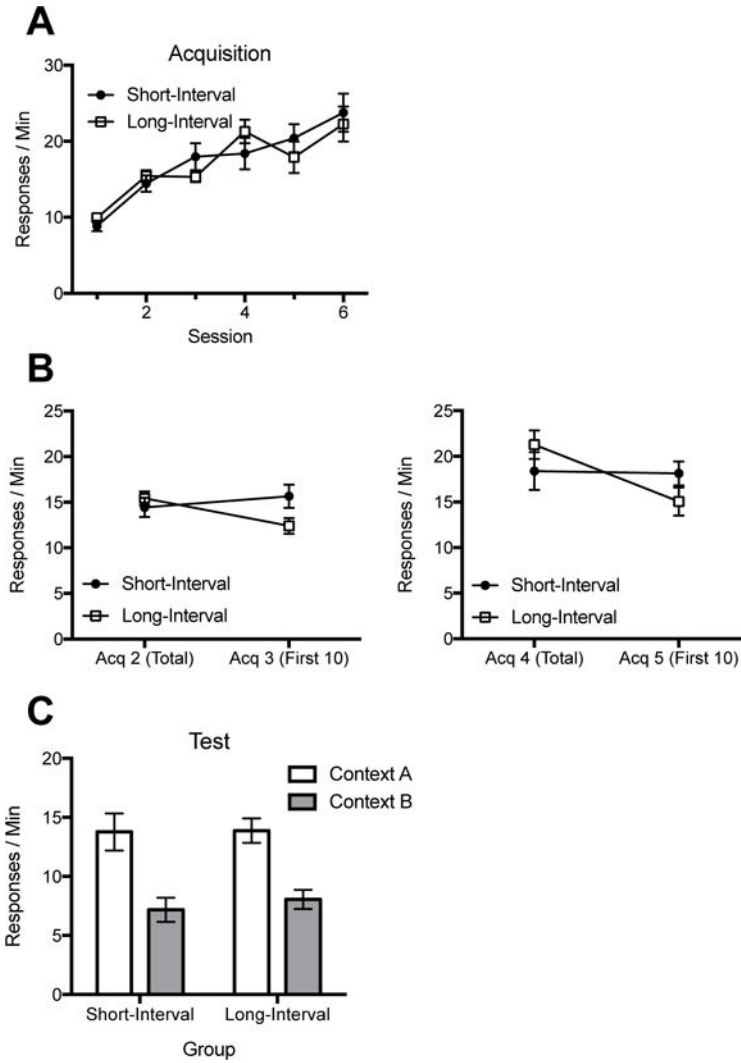 A
Acquisition
30
20
10
0
Responses / Min
Short-Interval
Long-Interval
2
4
6
Session
B
25
20
15
10
5
0
Responses / Min
Short-Interval
Long-Interval
Acq 2 (Total)
Acq 3 (First 10)
25
20
15
10
5
0
Responses / Min
Short-Interval
Long-Interval
Acq 4 (Total)
Acq 5 (First 10)
C
Test
20
15
10
5
0
Responses / Min
Context A
Context B
Short-Interval
Long-Interval
Group